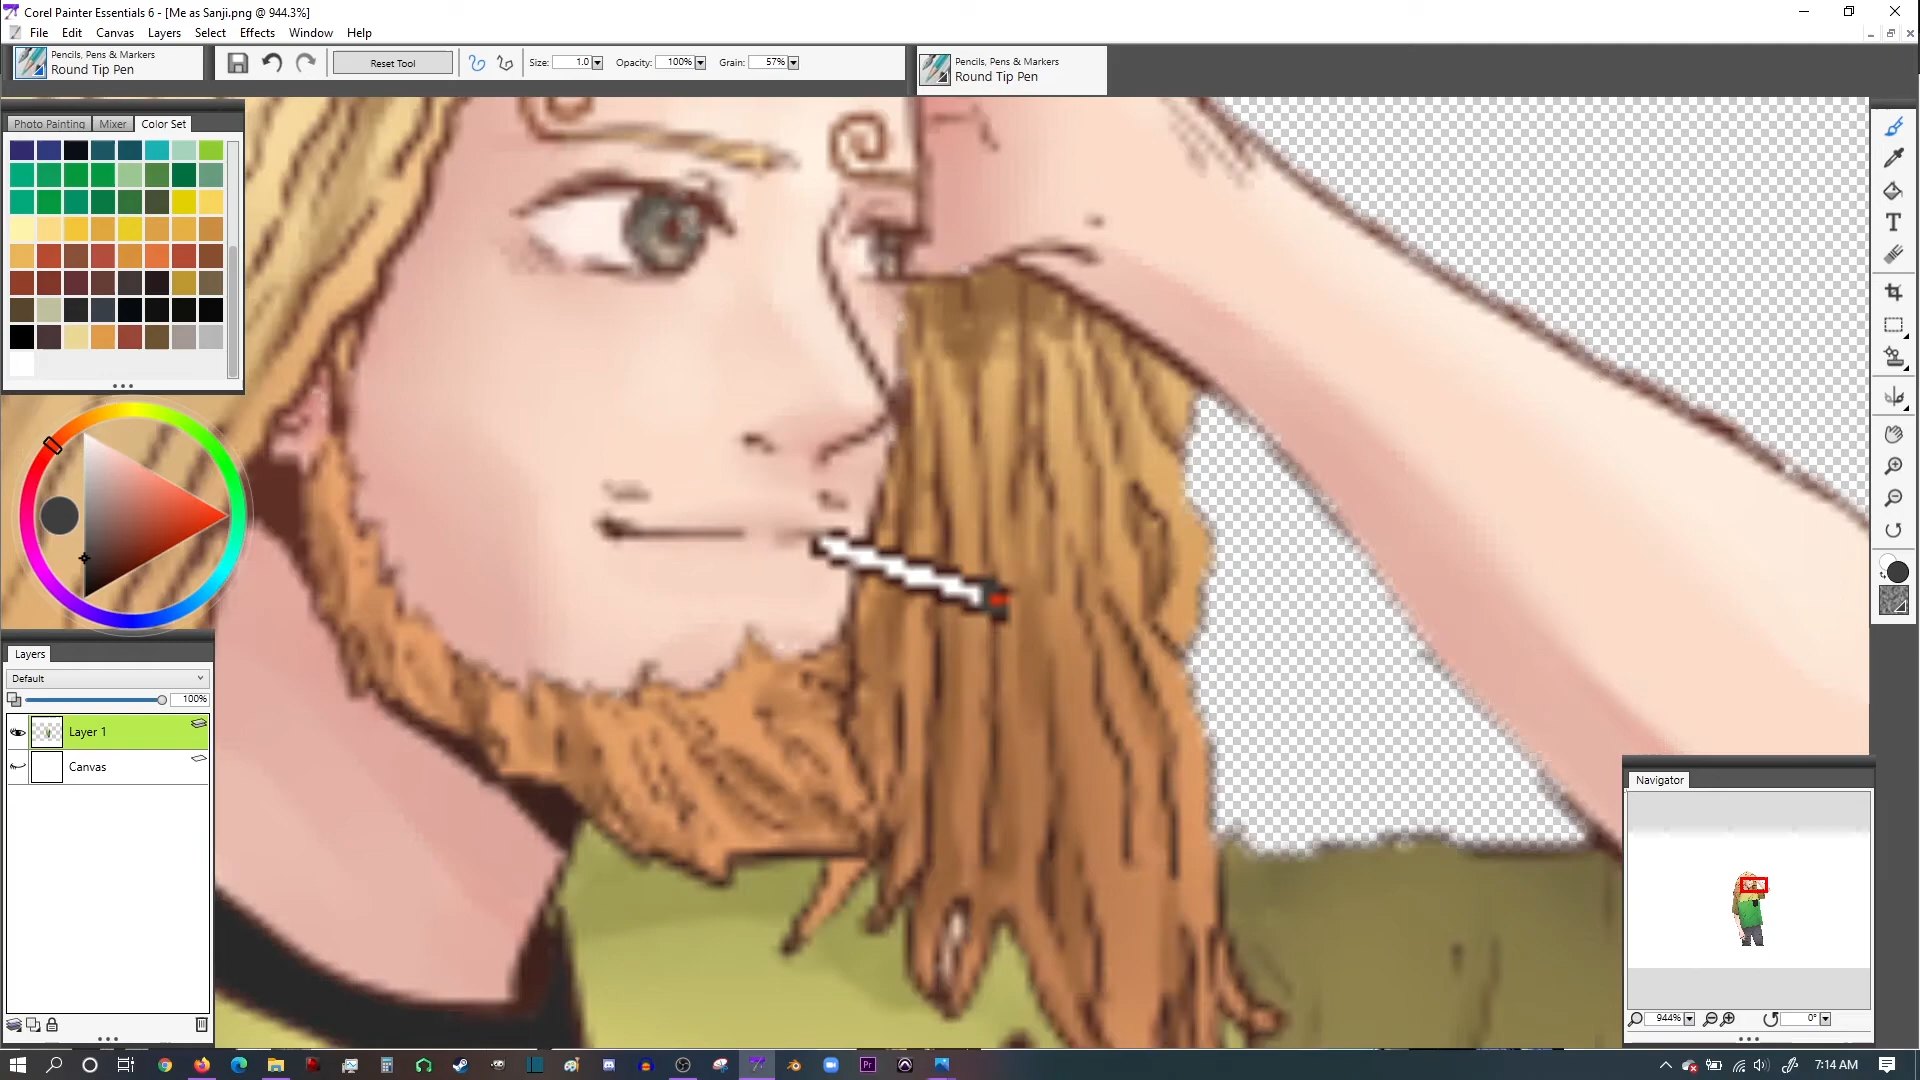 Corel Painter Essentials 6 - [Me as Sanji.png @ 944.3%]
File Edit Canvas Layers Select Effects Window Help
Pencils, Pens & Markers
Round Tip Pen
Reset Tool
Size: 1.0
Opacity: 100%
Grain: 57%
Pencils, Pens & Markers
Round Tip Pen
Photo Painting Mixer Color Set
Layers
Default
100%
Layer 1
Canvas
Navigator
944%
0°
7:14 AM